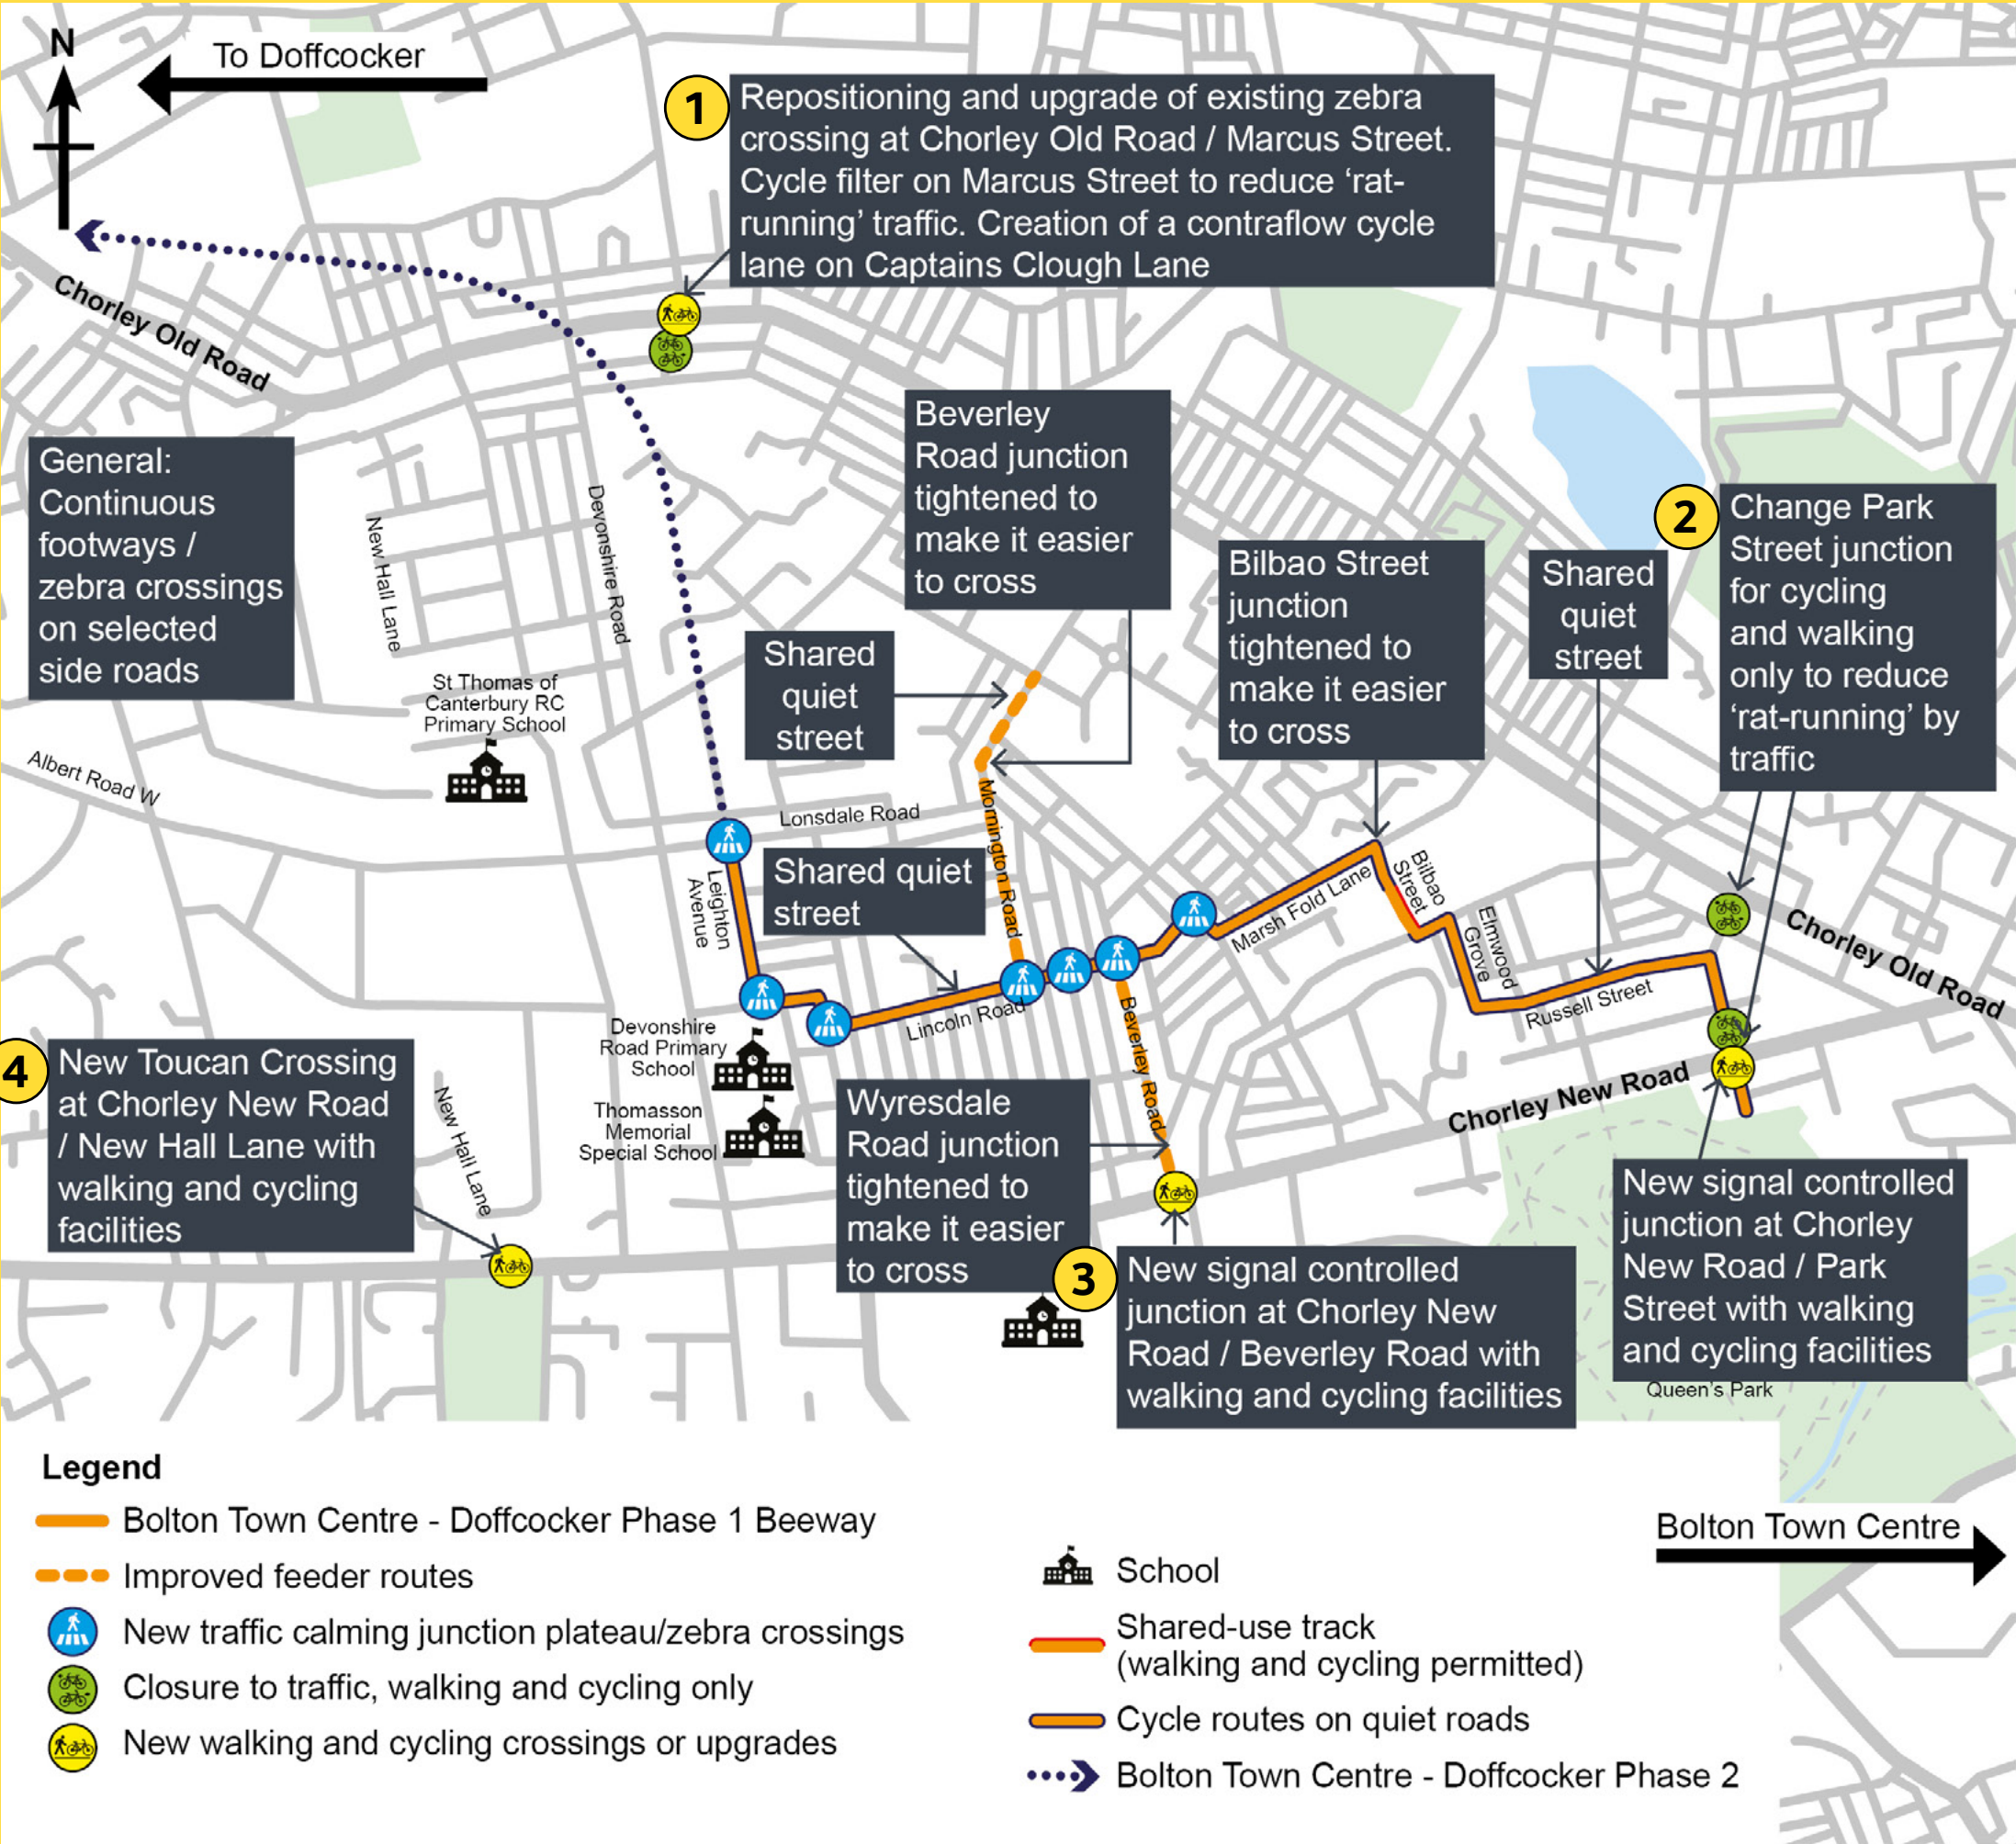 N
To Doffcocker
1
Repositioning and upgrade of existing zebra
crossing at Chorley Old Road / Marcus Street.
Cycle filter on Marcus Street to reduce ‘rat-
running’ traffic. Creation of a contraflow cycle
lane on Captains Clough Lane
Chorley Old Road
General:
Continuous
footways /
zebra crossings
on selected
side roads
New Hall Lane
Devonshire Road
Beverley
Road junction
tightened to
make it easier
to cross
Bilbao Street
junction
tightened to
make it easier
to cross
Shared
quiet
street
2
Change Park
Street junction
for cycling
and walking
only to reduce
‘rat-running’ by
traffic
St Thomas of
Canterbury RC
Primary School
Shared
quiet
street
Albert Road W
Lonsdale Road
Mornington Road
Shared quiet
street
Leighton
Avenue
Marsh Fold Lane
Bilbao
Street
Elmwood
Grove
Russell Street
Chorley Old Road
Lincoln Road
Beverley Road
Devonshire
Road Primary
School
Thomasson
Memorial
Special School
4
New Toucan Crossing
at Chorley New Road
/ New Hall Lane with
walking and cycling
facilities
New Hall Lane
Wyresdale
Road junction
tightened to
make it easier
to cross
Chorley New Road
3
New signal controlled
junction at Chorley New
Road / Beverley Road with
walking and cycling facilities
New signal controlled
junction at Chorley
New Road / Park
Street with walking
and cycling facilities
Queen’s Park
Legend
Bolton Town Centre - Doffcocker Phase 1 Beeway
Improved feeder routes
New traffic calming junction plateau/zebra crossings
Closure to traffic, walking and cycling only
New walking and cycling crossings or upgrades
School
Shared-use track
(walking and cycling permitted)
Cycle routes on quiet roads
Bolton Town Centre - Doffcocker Phase 2
Bolton Town Centre